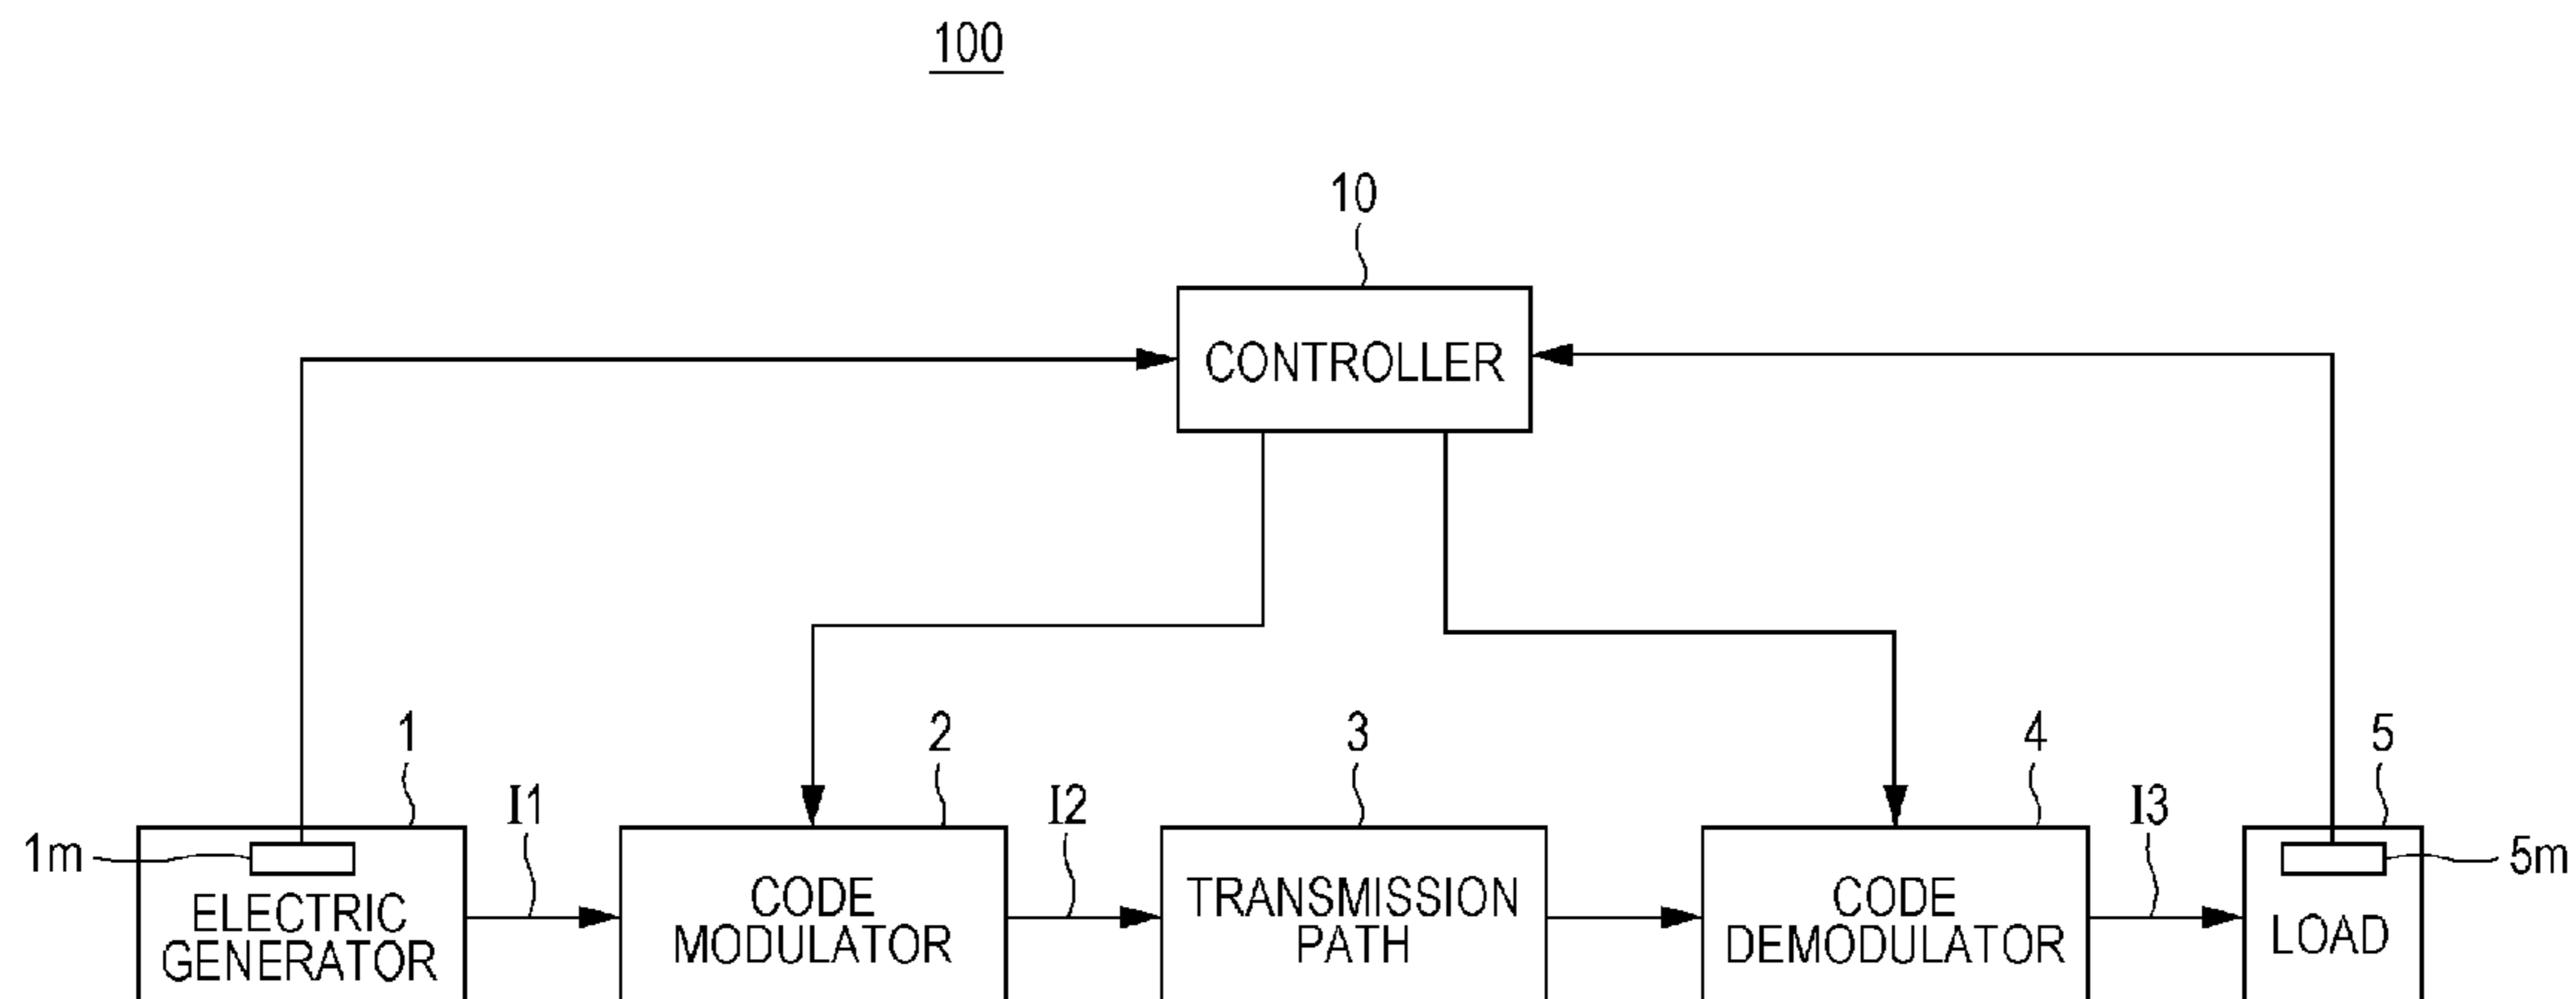 100
10
CONTROLLER
1
2
3
4
5
I1
I2
I3
1m
5m
ELECTRIC
GENERATOR
CODE
MODULATOR
TRANSMISSION
PATH
CODE
DEMODULATOR
LOAD